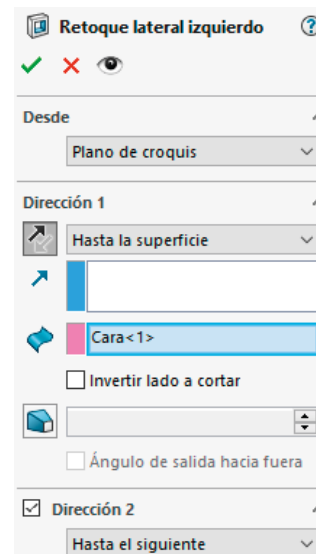 Retoque lateral izquierdo
Desde
Plano de croquis
Dirección 1
Hasta la superficie
Cara<1>
Invertir lado a cortar
Ángulo de salida hacia fuera
Dirección 2
Hasta el siguiente